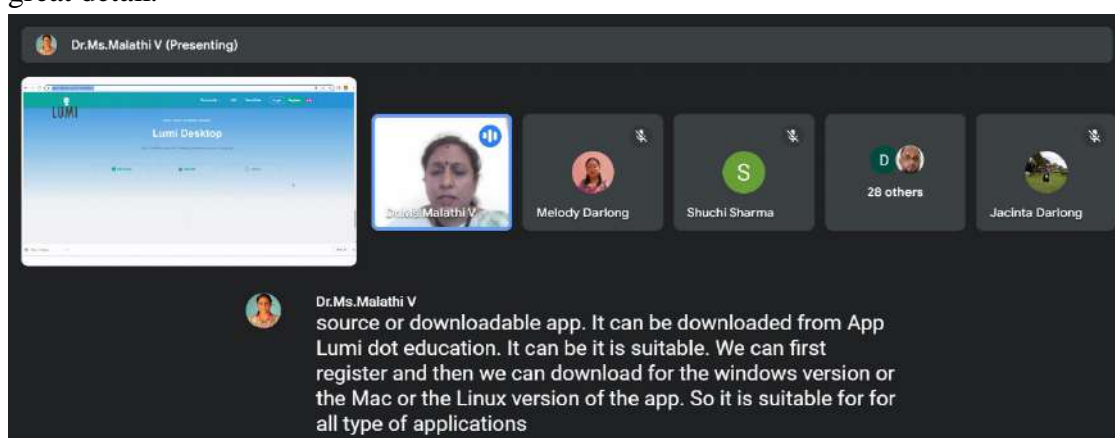 great detail.
Dr.Ms.Malathi V (Presenting)
LUMI
Lumi Desktop
Dr.Ms.Malathi V
Melody Darlong
S
Shuchi Sharma
D
28 others
Jacinta Darlong
Dr.Ms.Malathi V
source or downloadable app. It can be downloaded from App
Lumi dot education. It can be it is suitable. We can first
register and then we can download for the windows version or
the Mac or the Linux version of the app. So it is suitable for for
all type of applications